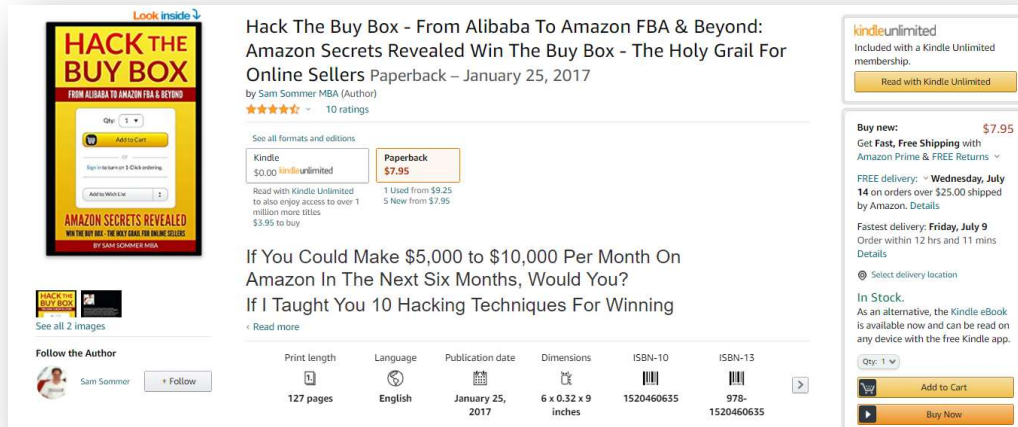 Look inside
HACK THE
BUY BOX
FROM ALIBABA TO AMAZON FBA & BEYOND
Qty: 1
Add to Cart
or
Sign in to turn on 1-Click ordering.
Add to Wish List
AMAZON SECRETS REVEALED
WIN THE BUY BOX - THE HOLY GRAIL FOR ONLINE SELLERS
BY SAM SOMMER MBA
HACK THE
BUY BOX
See all 2 images
Follow the Author
Sam Sommer
+ Follow
Hack The Buy Box - From Alibaba To Amazon FBA & Beyond:
Amazon Secrets Revealed Win The Buy Box - The Holy Grail For
Online Sellers Paperback – January 25, 2017
by Sam Sommer MBA (Author)
10 ratings
See all formats and editions
Kindle
$0.00 kindleunlimited
Read with Kindle Unlimited
to also enjoy access to over 1
million more titles
$3.95 to buy
Paperback
$7.95
1 Used from $9.25
5 New from $7.95
If You Could Make $5,000 to $10,000 Per Month On
Amazon In The Next Six Months, Would You?
If I Taught You 10 Hacking Techniques For Winning
Read more
Print length
127 pages
Language
English
Publication date
January 25,
2017
Dimensions
6 x 0.32 x 9
inches
ISBN-10
1520460635
ISBN-13
978-
1520460635
kindleunlimited
Included with a Kindle Unlimited
membership.
Read with Kindle Unlimited
Buy new: $7.95
Get Fast, Free Shipping with
Amazon Prime & FREE Returns
FREE delivery: Wednesday, July
14 on orders over $25.00 shipped
by Amazon. Details
Fastest delivery: Friday, July 9
Order within 12 hrs and 11 mins
Details
Select delivery location
In Stock.
As an alternative, the Kindle eBook
is available now and can be read on
any device with the free Kindle app.
Qty: 1
Add to Cart
Buy Now